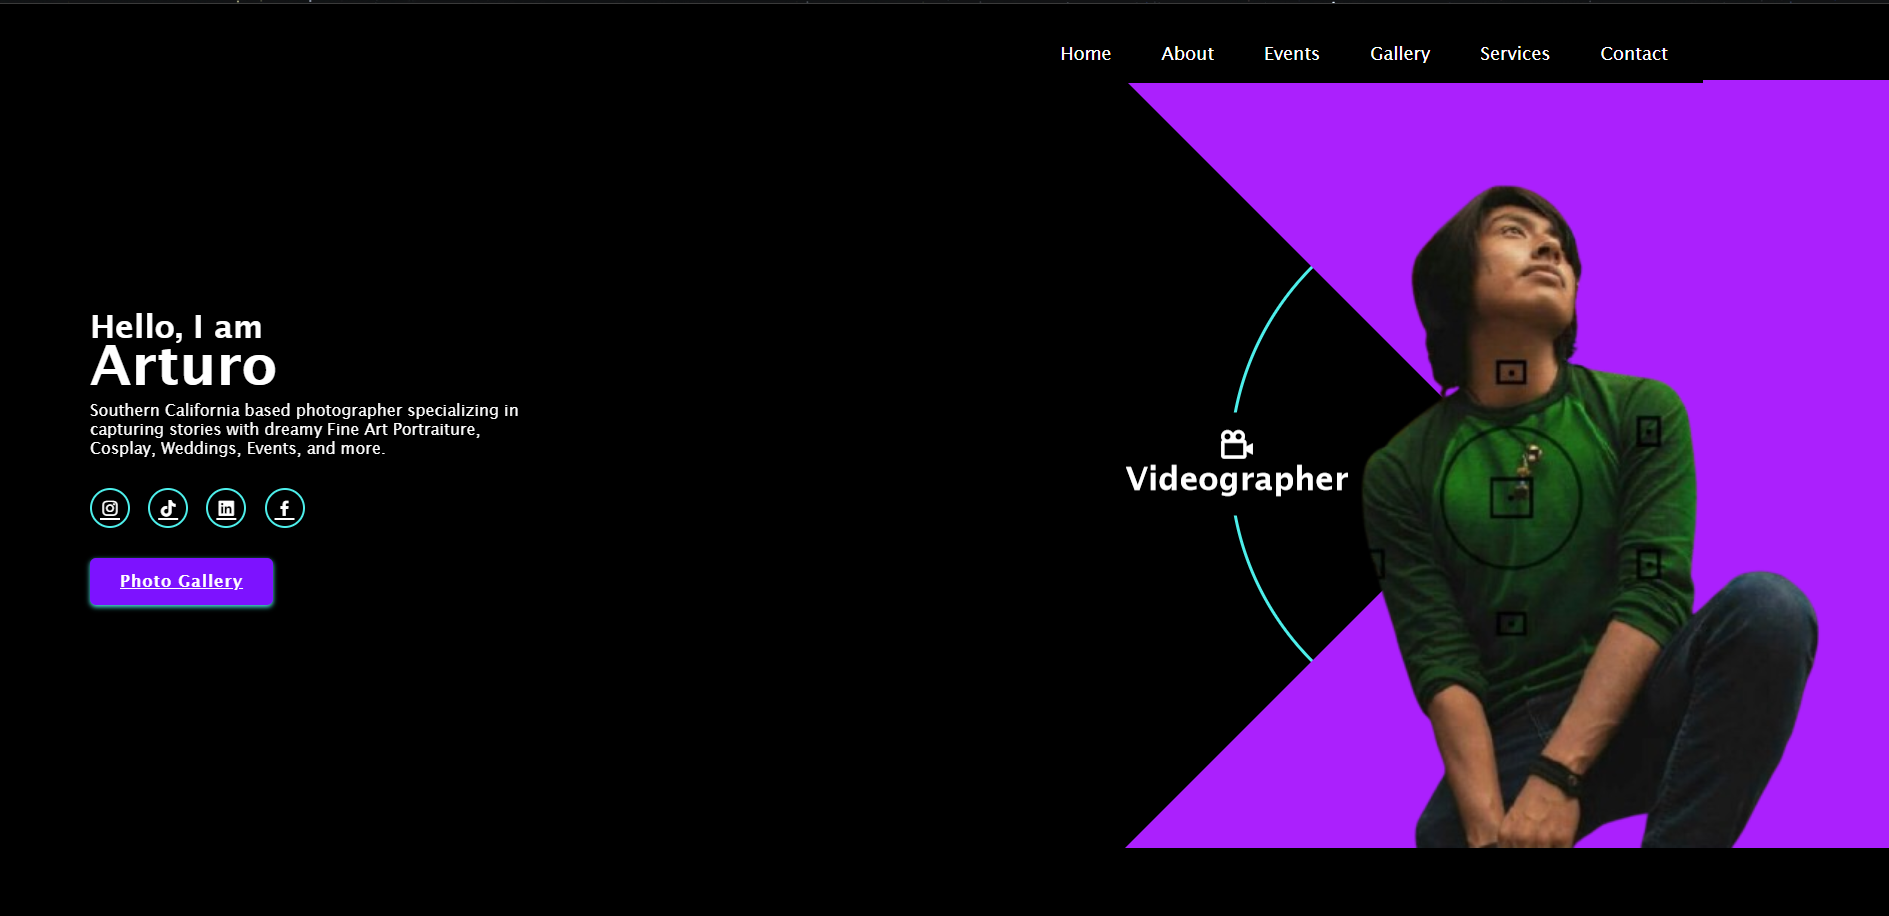 Home About Events Gallery Services Contact
Hello, I am
Arturo
Southern California based photographer specializing in
capturing stories with dreamy Fine Art Portraiture,
Cosplay, Weddings, Events, and more.
Photo Gallery
Videographer